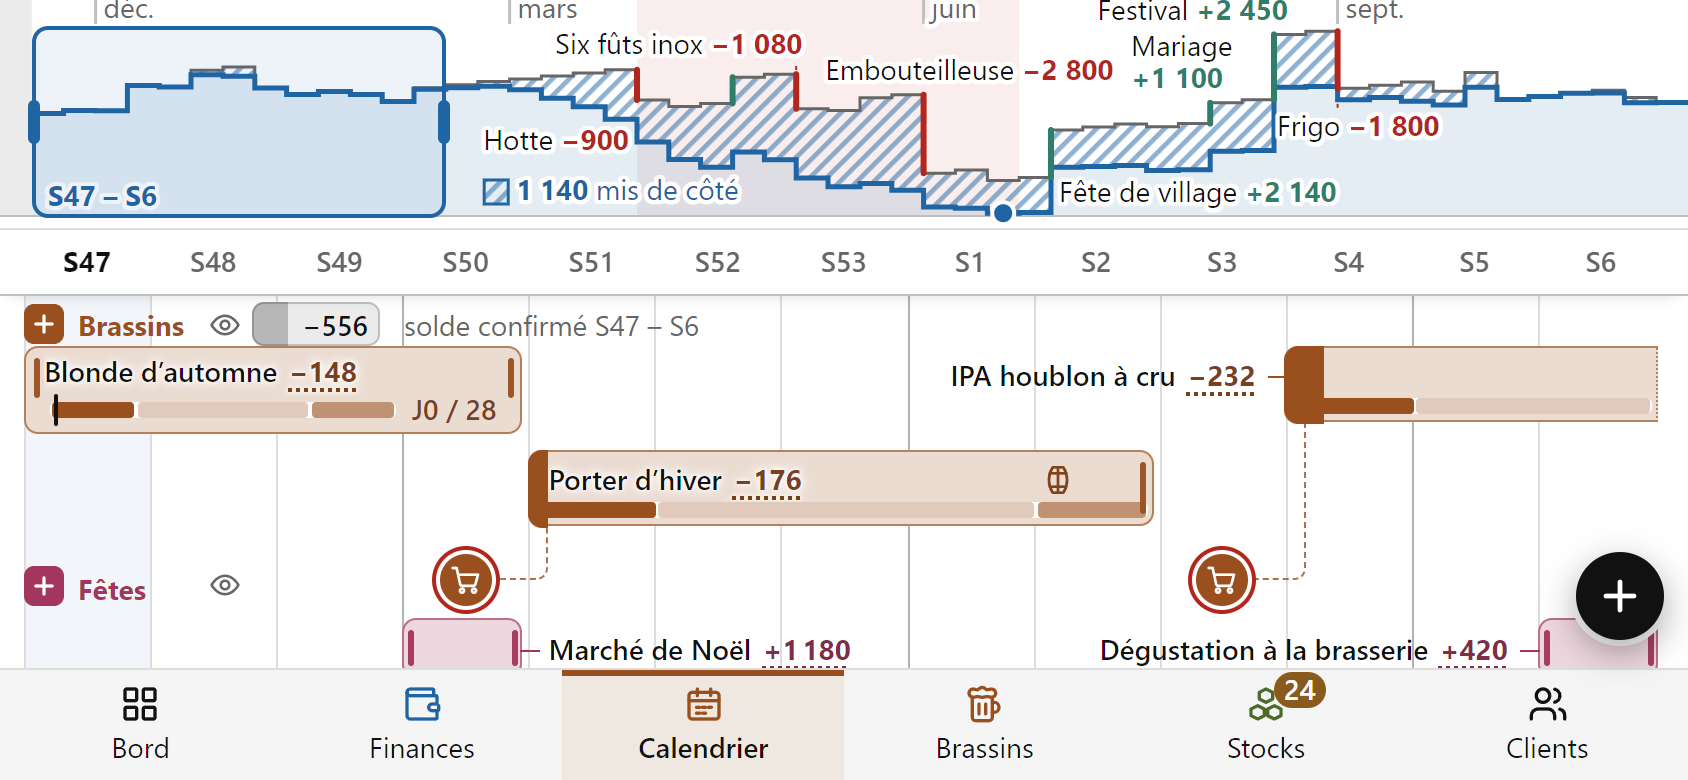 déc.
mars
juin
sept.
Festival +2 450
Six fûts inox −1 080
Mariage
+1 100
Embouteilleuse −2 800
Hotte −900
Frigo −1 800
1 140 mis de côté
Fête de village +2 140
S47 – S6
S47 S48 S49 S50 S51 S52 S53 S1 S2 S3 S4 S5 S6
Brassins −556 solde confirmé S47 – S6
Blonde d’automne −148
J0 / 28
IPA houblon à cru −232
Porter d’hiver −176
Fêtes
Marché de Noël +1 180
Dégustation à la brasserie +420
24
Bord Finances Calendrier Brassins Stocks Clients